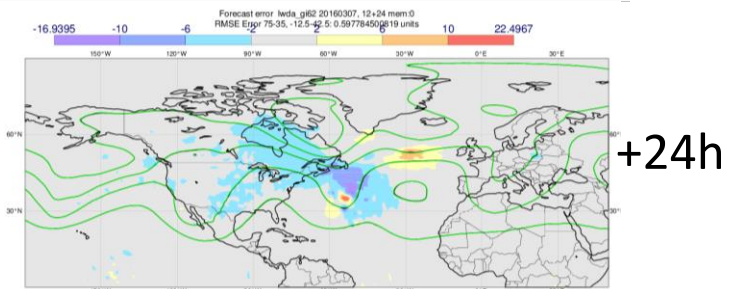 Forecast error lwda_gi62 20160307, 12+24 mem:0
RMSE Error 75-35, -12.5-42.5: 0.597784509819 units
-16.9395 -10 -6 -2 2 6 10 22.4967
150°W 120°W 90°W 60°W 30°W 0°E 30°E
60°N 60°
+24h
30°N 30°